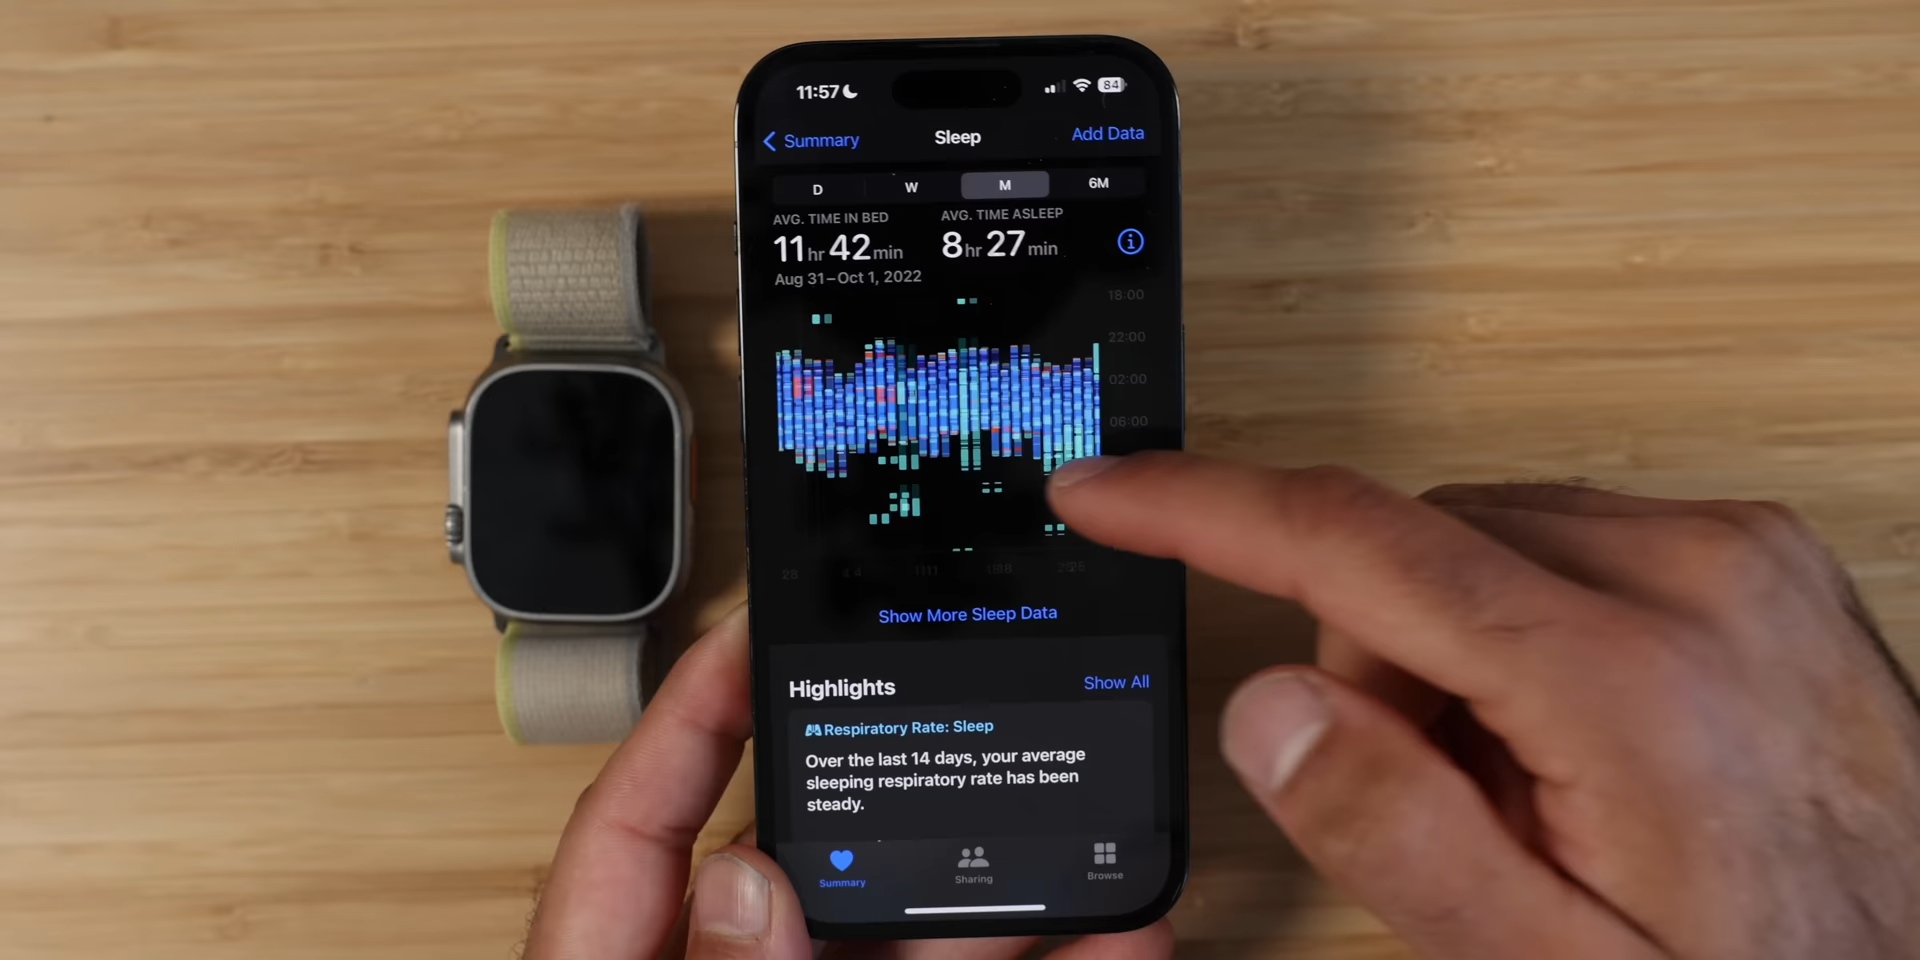 11:57
84
Summary
Sleep
Add Data
D
W
M
6M
AVG. TIME IN BED
AVG. TIME ASLEEP
11hr 42min
8hr 27min
Aug 31–Oct 1, 2022
18:00
22:00
02:00
06:00
Show More Sleep Data
Highlights
Show All
Respiratory Rate: Sleep
Over the last 14 days, your average
sleeping respiratory rate has been
steady.
Summary
Sharing
Browse